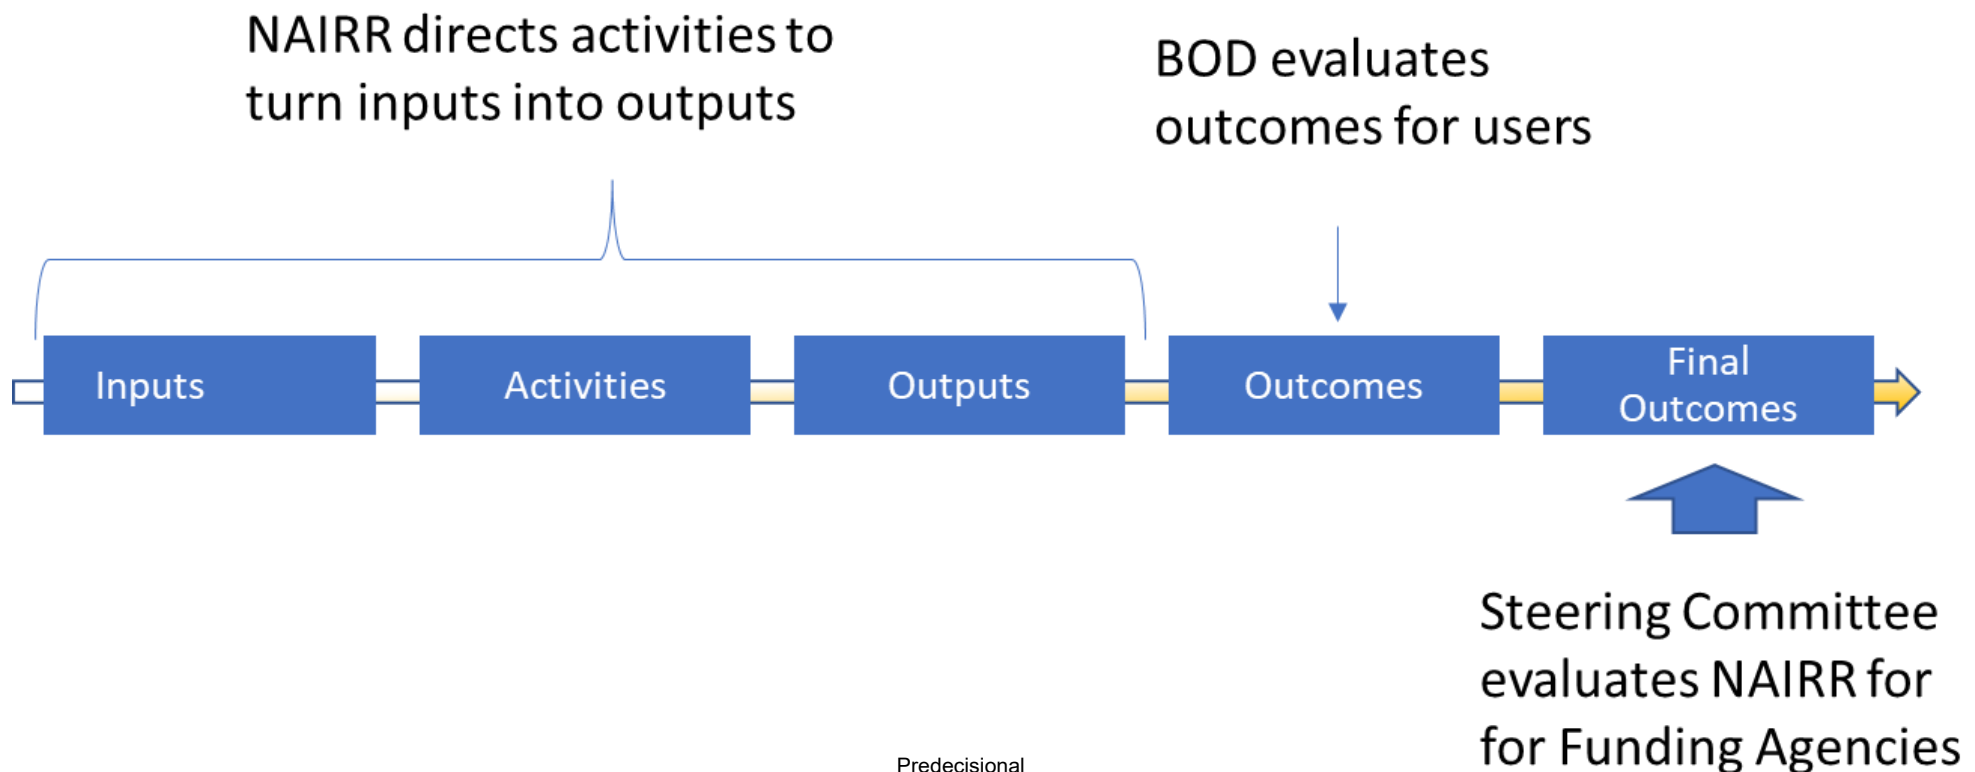 NAIRR directs activities to
turn inputs into outputs
BOD evaluates
outcomes for users
Inputs
Activities
Outputs
Outcomes
Final
Outcomes
Steering Committee
evaluates NAIRR for
for Funding Agencies
Predecisional